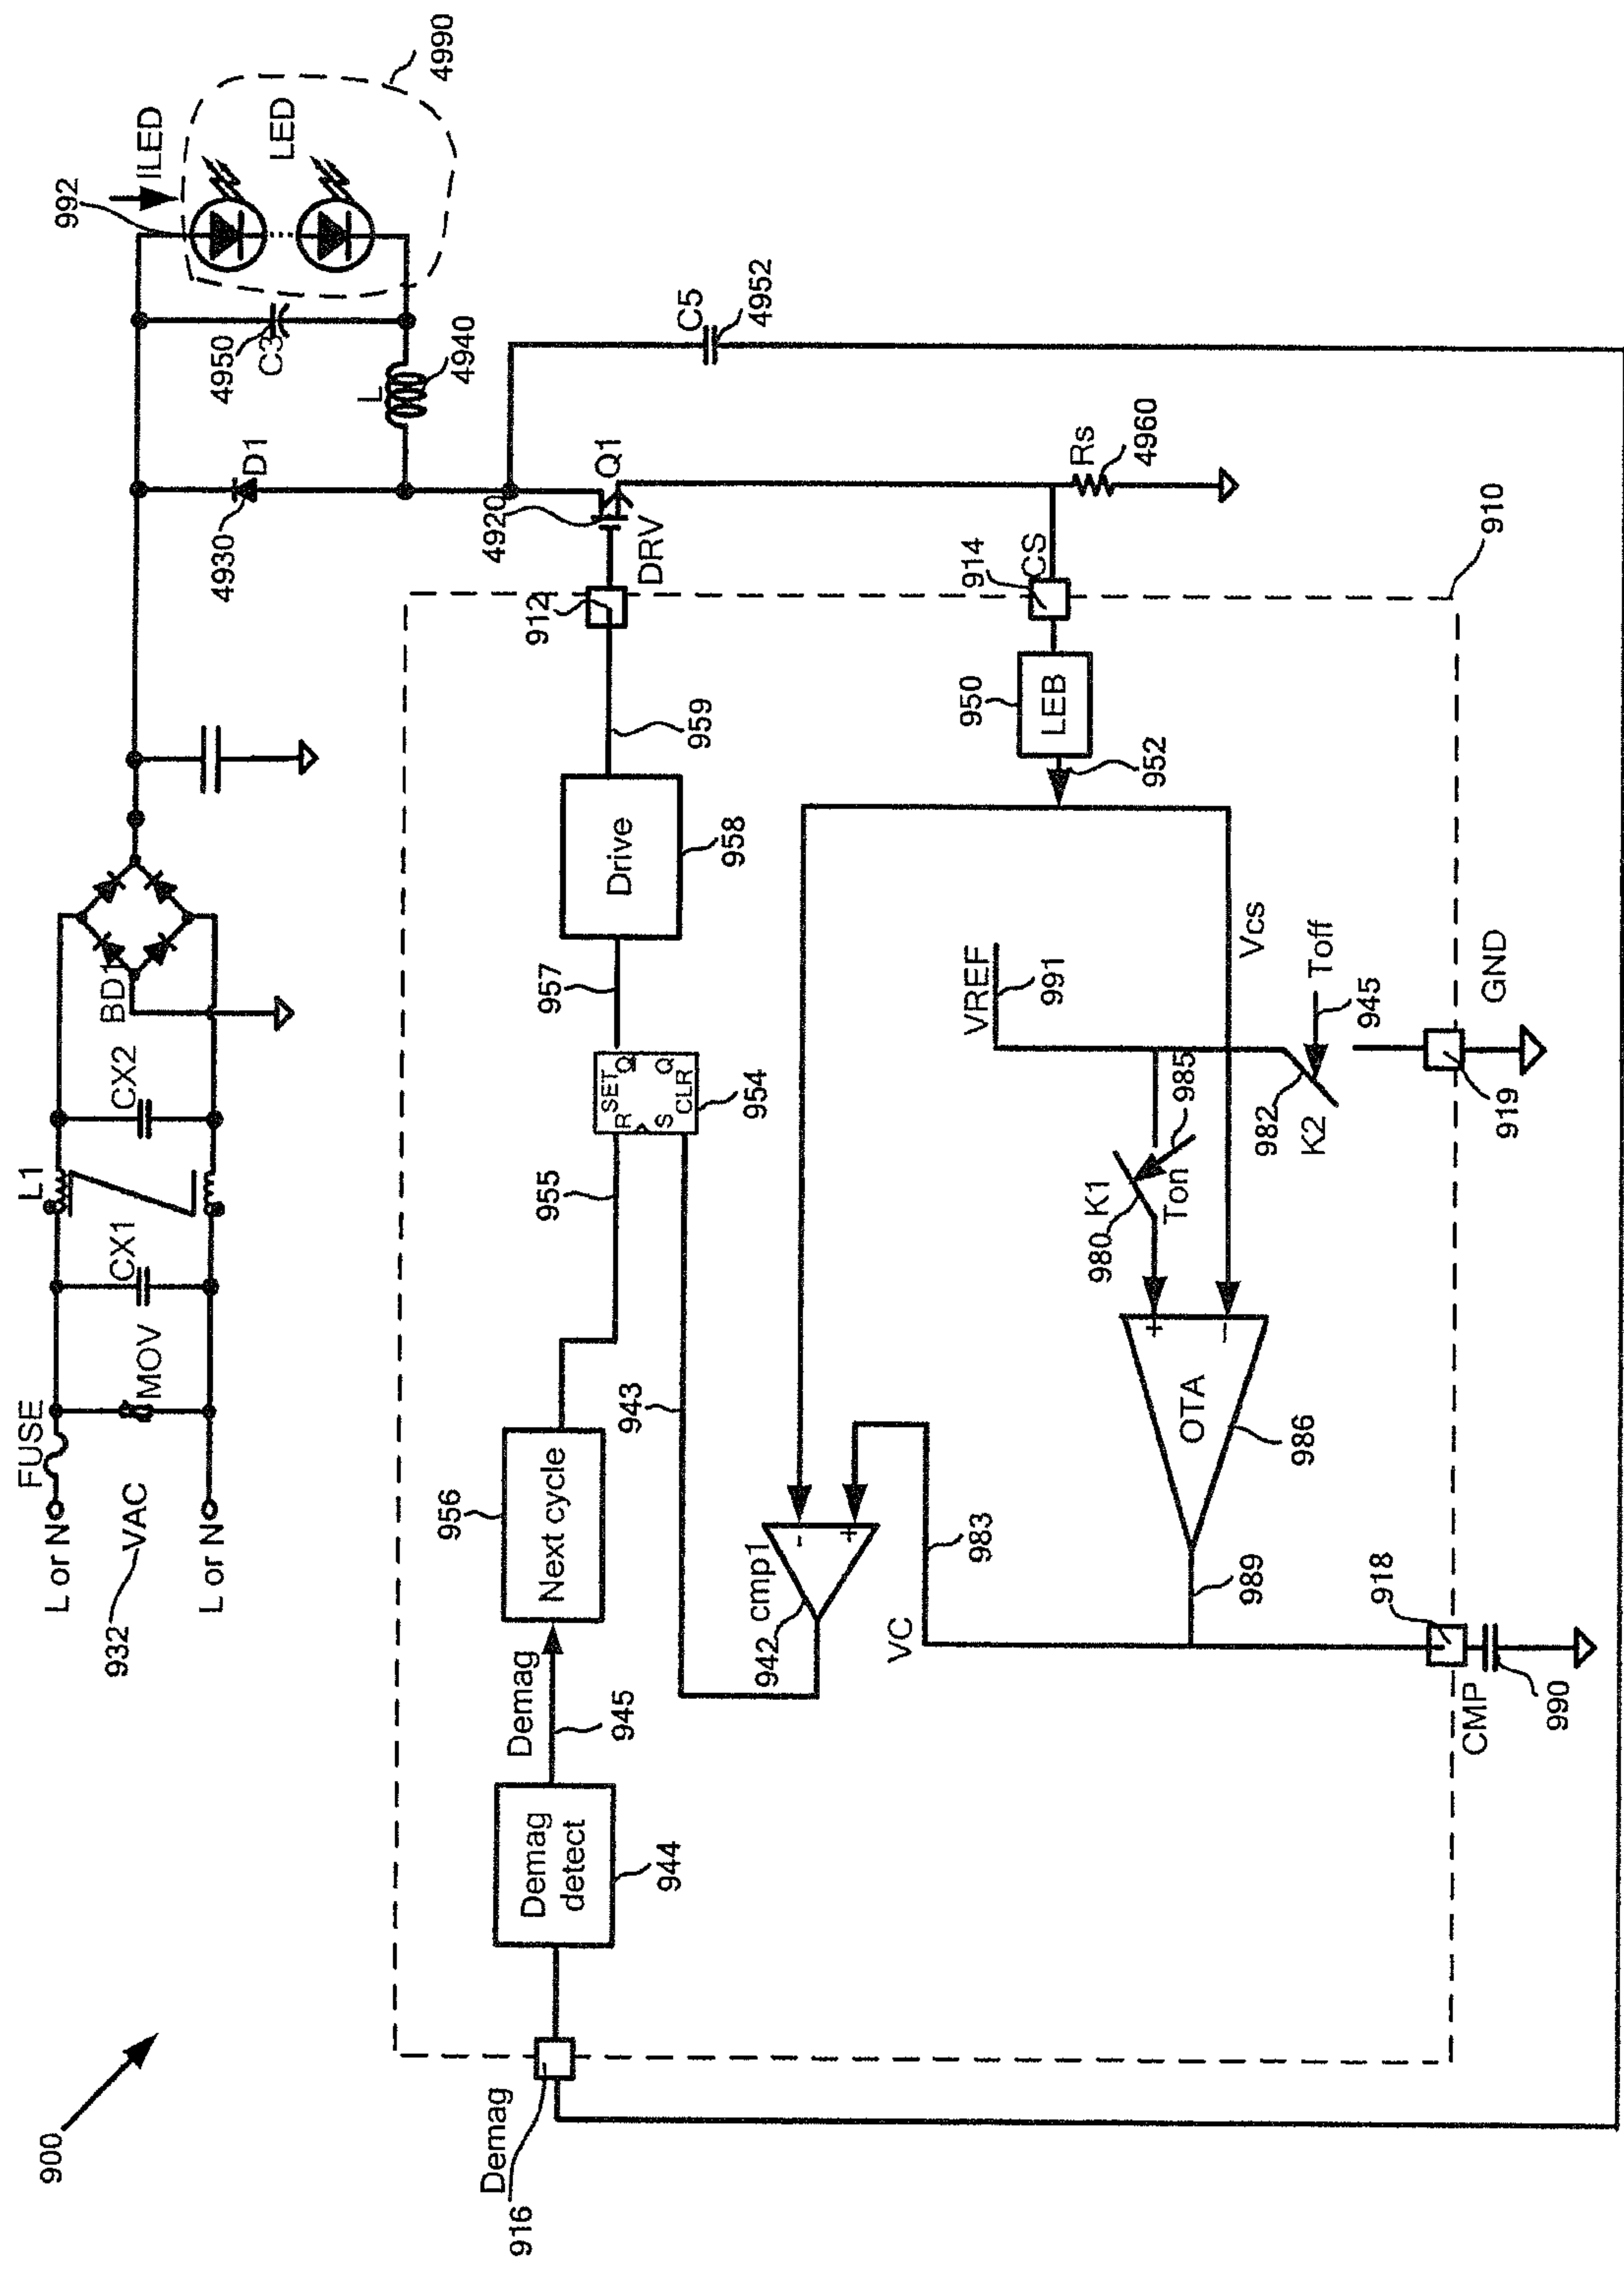 900
L or N
FUSE
MOV
CX1
L1
CX2
BD1
932
VAC
L or N
4930
D1
4950
C3
L
4940
992
ILED
LED
4990
Demag
916
Demag
detect
944
Demag
945
Next cycle
956
955
943
R
SET
Q
S
CLR
Q
954
957
Drive
958
959
912
DRV
4920
Q1
C5
4952
cmp1
-
+
942
VC
983
OTA
+
-
986
989
980
K1
Ton
985
VREF
991
Vcs
982
K2
Toff
945
952
LEB
950
914
CS
Rs
4960
918
CMP
990
919
GND
910